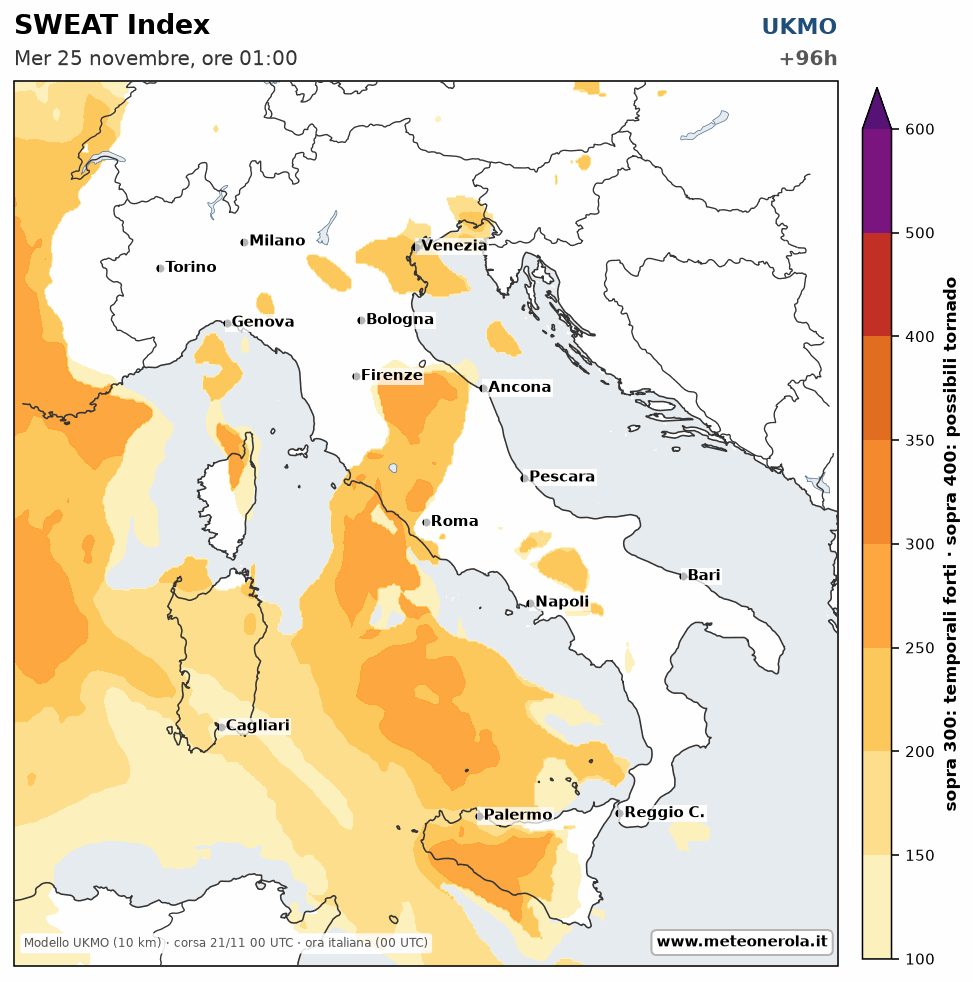 SWEAT Index
UKMO
Mer 25 novembre, ore 01:00
+96h
600
500
400
350
300
250
200
150
100
sopra 300: temporali forti · sopra 400: possibili tornado
Milano
Venezia
Torino
Genova
Bologna
Firenze
Ancona
Pescara
Roma
Bari
Napoli
Cagliari
Palermo
Reggio C.
Modello UKMO (10 km) · corsa 21/11 00 UTC · ora italiana (00 UTC)
www.meteonerola.it